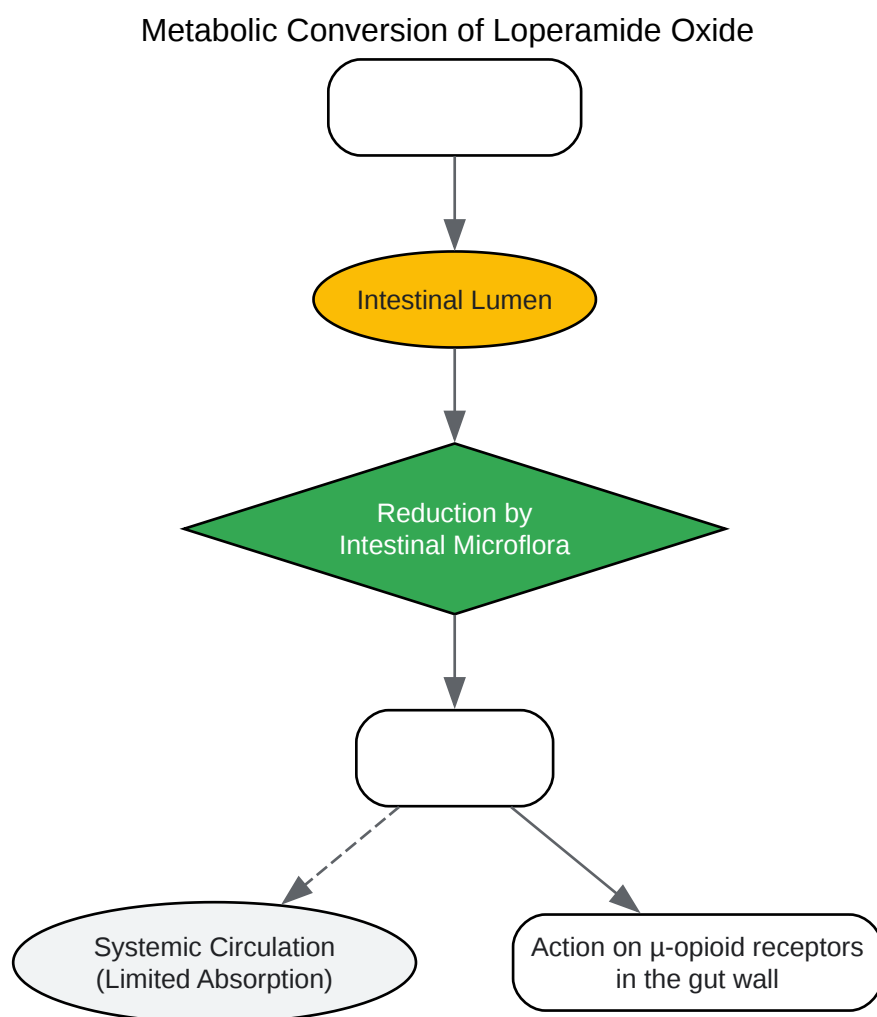 Metabolic Conversion of Loperamide Oxide
Intestinal Lumen
Reduction by
Intestinal Microflora
Systemic Circulation
(Limited Absorption)
Action on µ-opioid receptors
in the gut wall